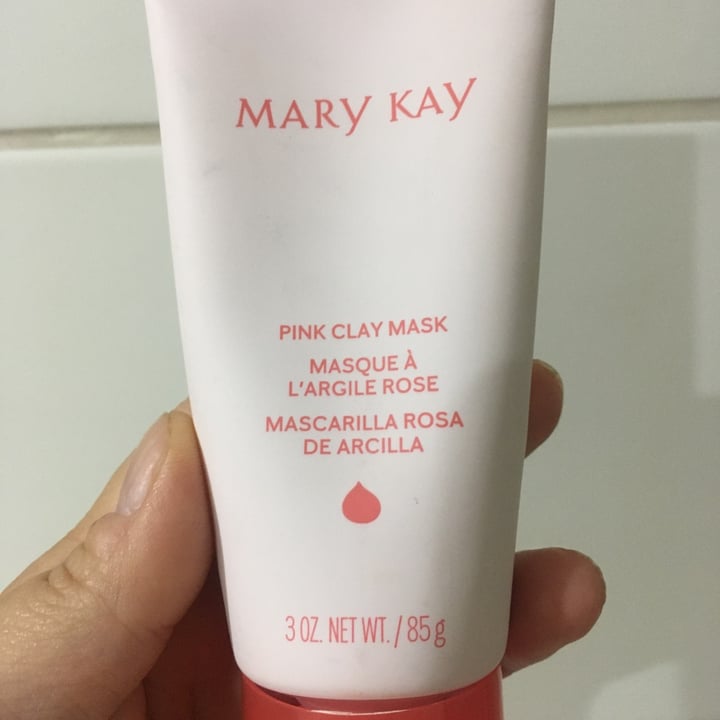 MARY KAY
PINK CLAY MASK
MASQUE À
L'ARGILE ROSE
MASCARILLA ROSA
DE ARCILLA
3 OZ. NET WT. / 85 g